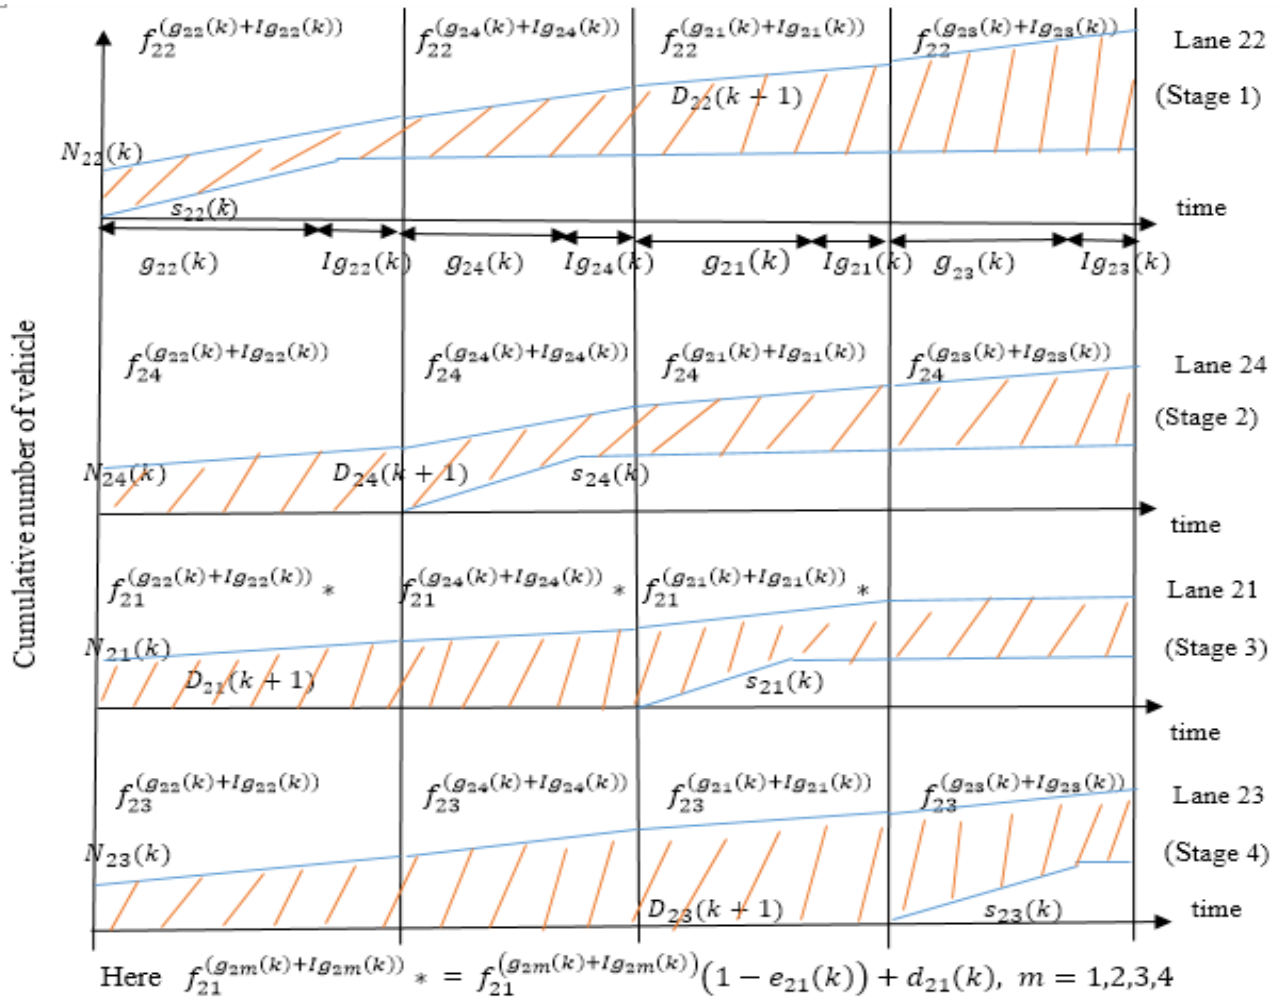 f₂₂^(g₂₂(k)+Ig₂₂(k)) f₂₂^(g₂₄(k)+Ig₂₄(k)) f₂₂^(g₂₁(k)+Ig₂₁(k)) f₂₂^(g₂₃(k)+Ig₂₃(k)) Lane 22
D₂₂(k + 1) (Stage 1)
N₂₂(k)
s₂₂(k) time
g₂₂(k) Ig₂₂(k) g₂₄(k) Ig₂₄(k) g₂₁(k) Ig₂₁(k) g₂₃(k) Ig₂₃(k)
Cumulative number of vehicle
f₂₄^(g₂₂(k)+Ig₂₂(k)) f₂₄^(g₂₄(k)+Ig₂₄(k)) f₂₄^(g₂₁(k)+Ig₂₁(k)) f₂₄^(g₂₃(k)+Ig₂₃(k)) Lane 24
(Stage 2)
N₂₄(k) D₂₄(k + 1) s₂₄(k)
time
f₂₁^(g₂₂(k)+Ig₂₂(k)) * f₂₁^(g₂₄(k)+Ig₂₄(k)) * f₂₁^(g₂₁(k)+Ig₂₁(k)) * Lane 21
N₂₁(k) (Stage 3)
D₂₁(k + 1) s₂₁(k)
time
f₂₃^(g₂₂(k)+Ig₂₂(k)) f₂₃^(g₂₄(k)+Ig₂₄(k)) f₂₃^(g₂₁(k)+Ig₂₁(k)) f₂₃^(g₂₃(k)+Ig₂₃(k)) Lane 23
N₂₃(k) (Stage 4)
D₂₃(k + 1) s₂₃(k) time
Here f₂₁^(g₂ₘ(k)+Ig₂ₘ(k)) * = f₂₁^(g₂ₘ(k)+Ig₂ₘ(k))(1 − e₂₁(k)) + d₂₁(k), m = 1,2,3,4